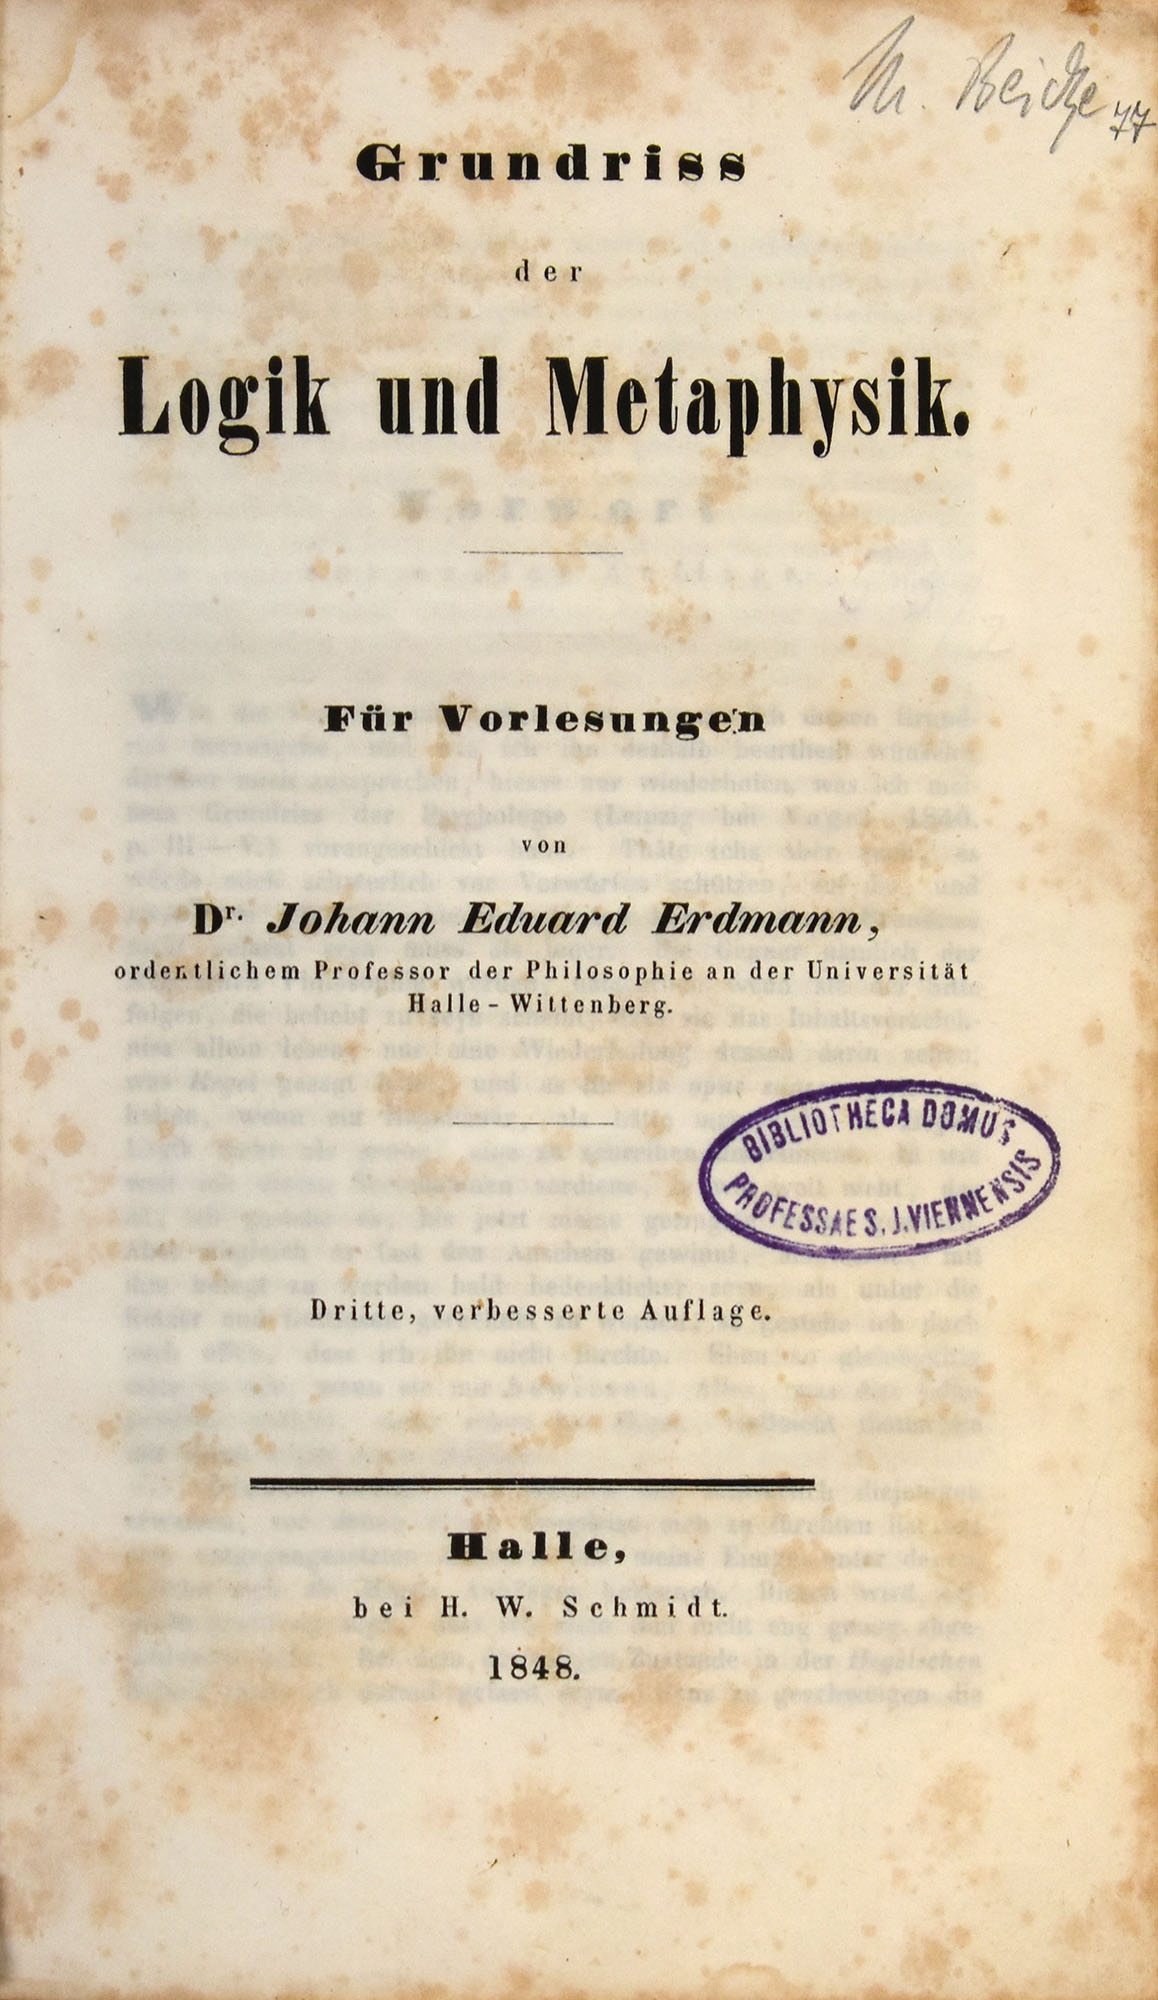 77
Grundriss
der
Logik und Metaphysik.
Für Vorlesungen
von
Dr. Johann Eduard Erdmann,
ordentlichem Professor der Philosophie an der Universität
Halle-Wittenberg.
BIBLIOTHECA DOMUS
PROFESSAE S. J. VIENNENSIS
Dritte, verbesserte Auflage.
Halle,
bei H. W. Schmidt.
1848.